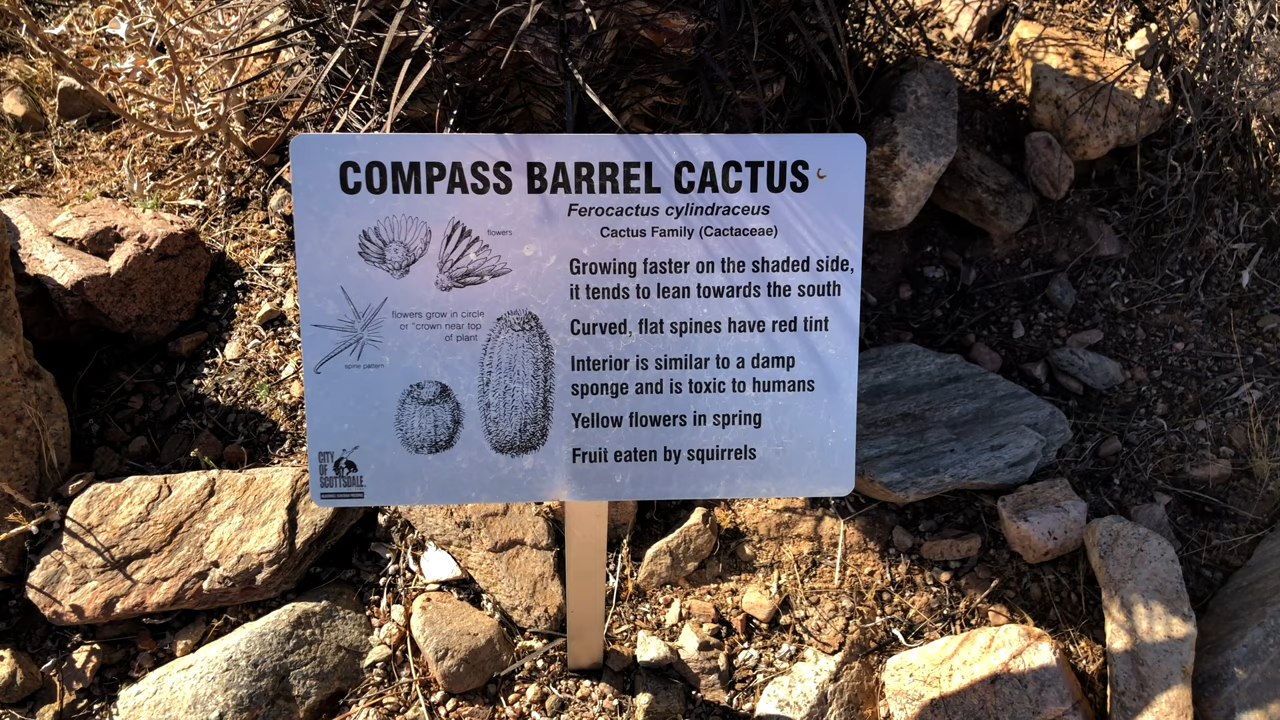 COMPASS BARREL CACTUS
Ferocactus cylindraceus
Cactus Family (Cactaceae)
flowers
Growing faster on the shaded side,
it tends to lean towards the south
flowers grow in circle
or "crown near top
of plant
Curved, flat spines have red tint
spine pattern
Interior is similar to a damp
sponge and is toxic to humans
Yellow flowers in spring
Fruit eaten by squirrels
CITY
OF
SCOTTSDALE